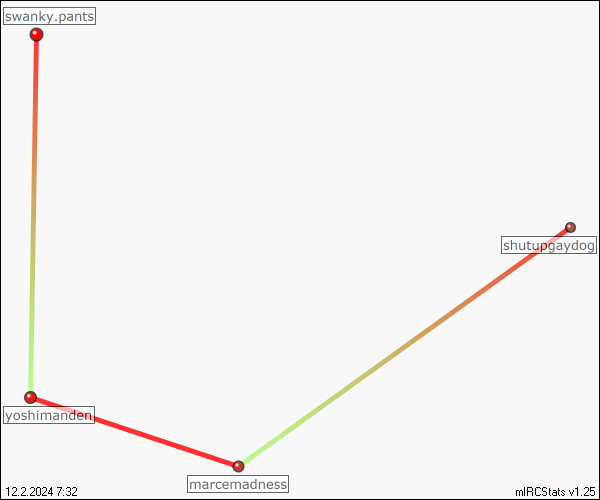 swanky.pants
shutupgaydog
yoshimanden
marcemadness
12.2.2024 7:32
mIRCStats v1.25